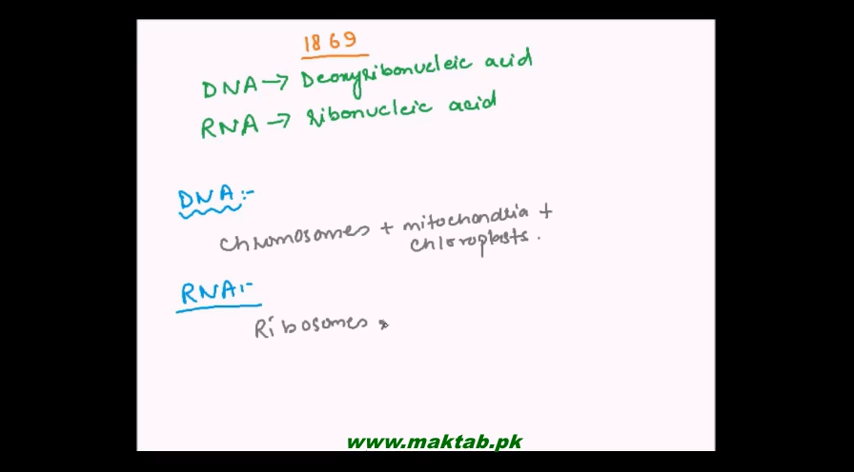 1869
DNA → Deoxyribonucleic acid
RNA → ribonucleic acid
DNA:-
chromosomes + mitochondria +
chloroplasts.
RNA:-
Ribosomes
www.maktab.pk